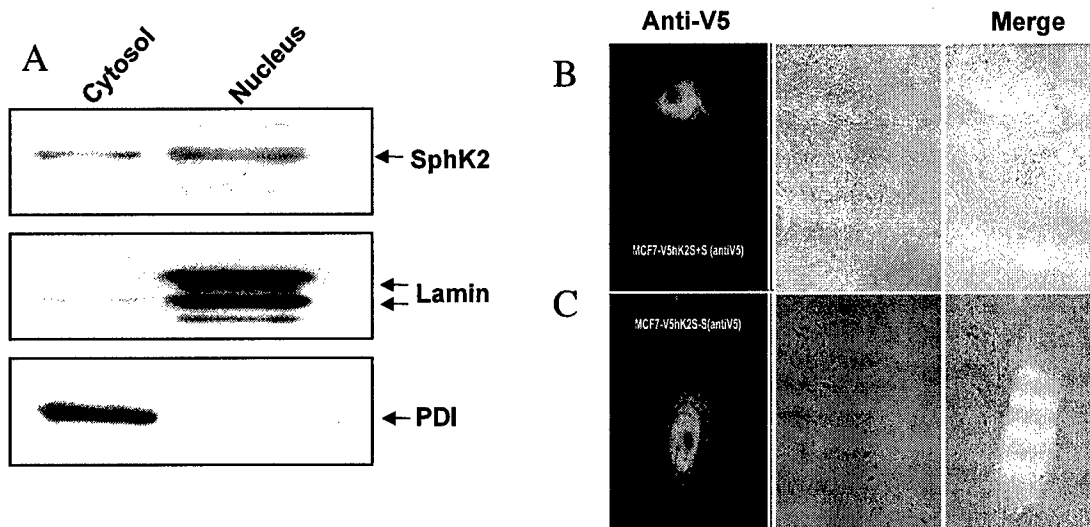 A
Cytosol
Nucleus
SphK2
Lamin
PDI
Anti-V5
Merge
B
MCF7-V5hK2S+S (antiV5)
C
MCF7-V5hK2S-S(antiV5)